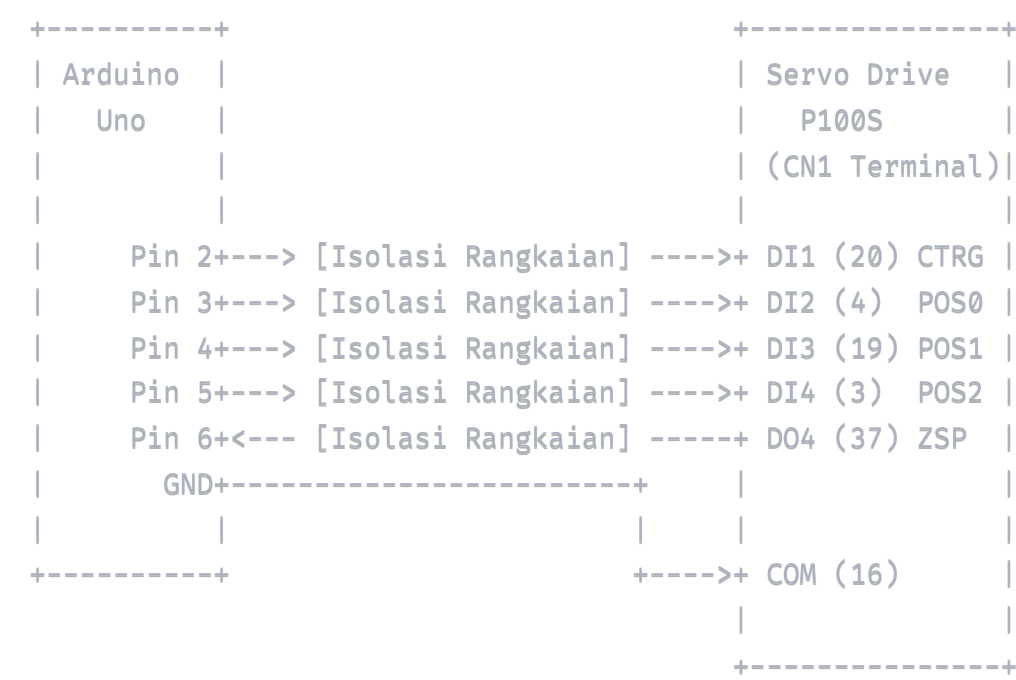 +----------+                               +---------------+
| Arduino  |                               | Servo Drive   |
|   Uno    |                               |   P100S       |
|          |                               | (CN1 Terminal)|
|          |                               |               |
|     Pin 2+---> [Isolasi Rangkaian] ---->+ DI1 (20) CTRG |
|     Pin 3+---> [Isolasi Rangkaian] ---->+ DI2 (4)  POS0 |
|     Pin 4+---> [Isolasi Rangkaian] ---->+ DI3 (19) POS1 |
|     Pin 5+---> [Isolasi Rangkaian] ---->+ DI4 (3)  POS2 |
|     Pin 6+<--- [Isolasi Rangkaian] -----+ DO4 (37) ZSP  |
|       GND+------------------------+     |               |
|          |                        |     |               |
+----------+                        +---->+ COM (16)      |
                                          |               |
                                          +---------------+